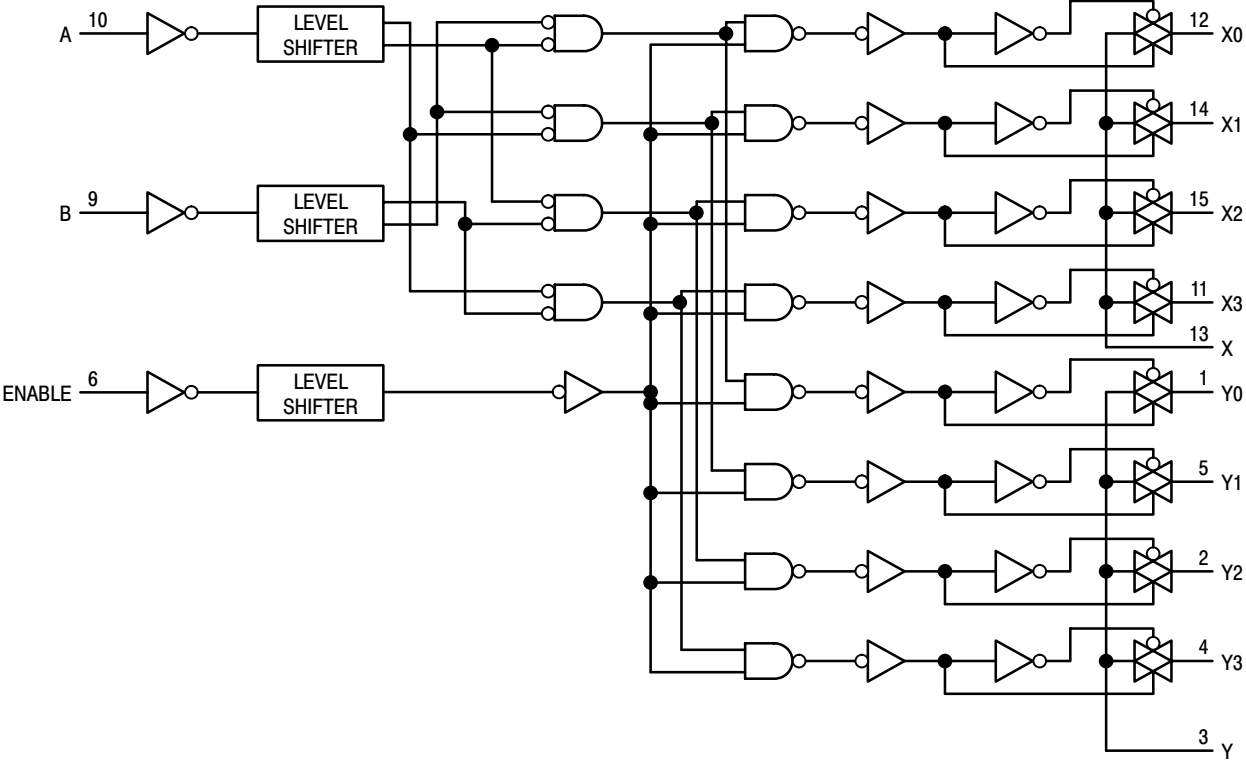 A 10
LEVEL
SHIFTER
12 X0
14 X1
B 9
LEVEL
SHIFTER
15 X2
11 X3
13 X
ENABLE 6
LEVEL
SHIFTER
1 Y0
5 Y1
2 Y2
4 Y3
3 Y